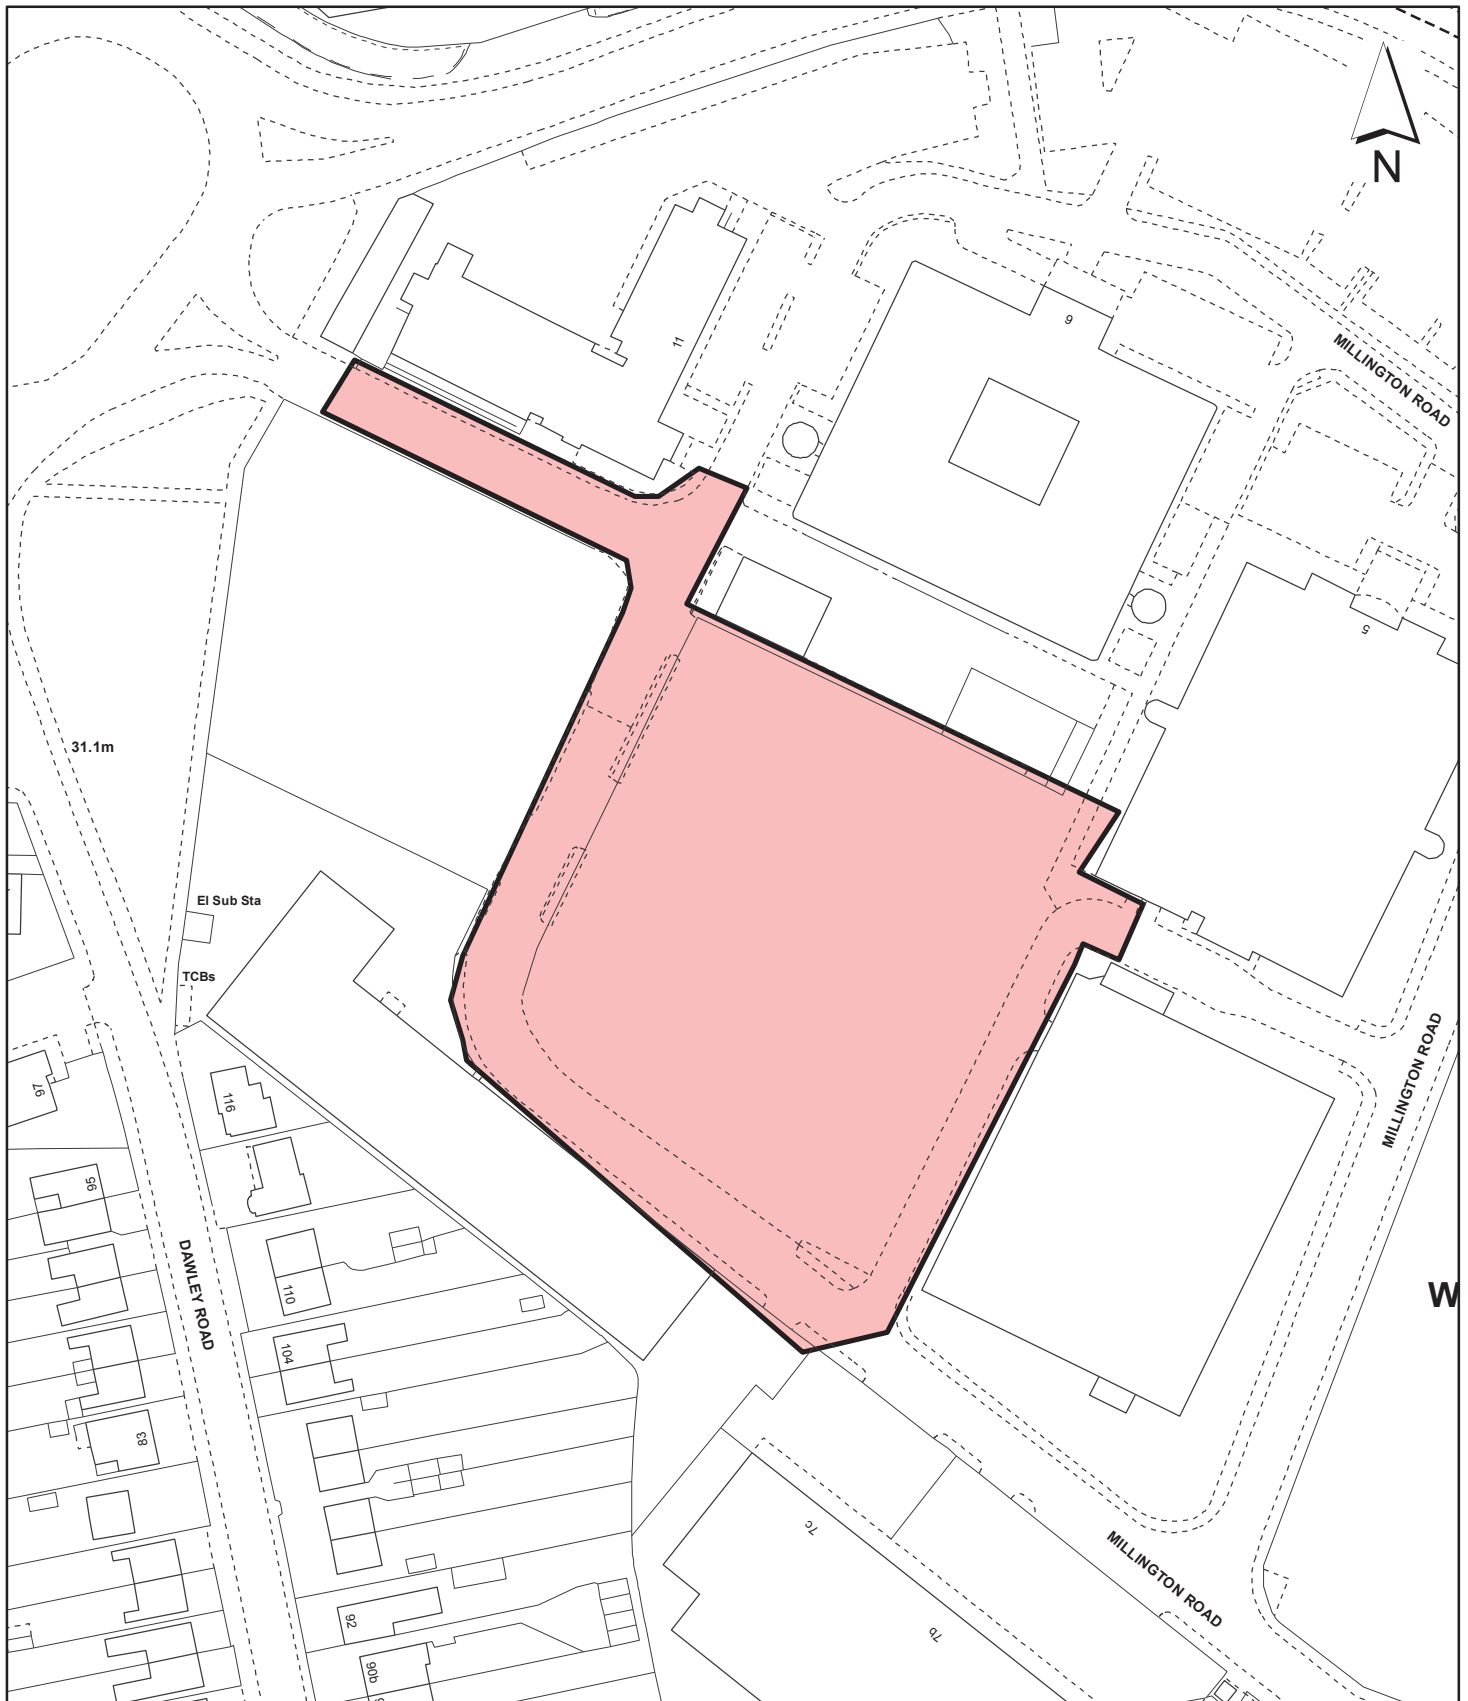 N
9
11
MILLINGTON ROAD
5
31.1m
El Sub Sta
TCBs
MILLINGTON ROAD
97
116
95
DAWLEY ROAD
110
W
104
83
7c
MILLINGTON ROAD
92
7b
90b